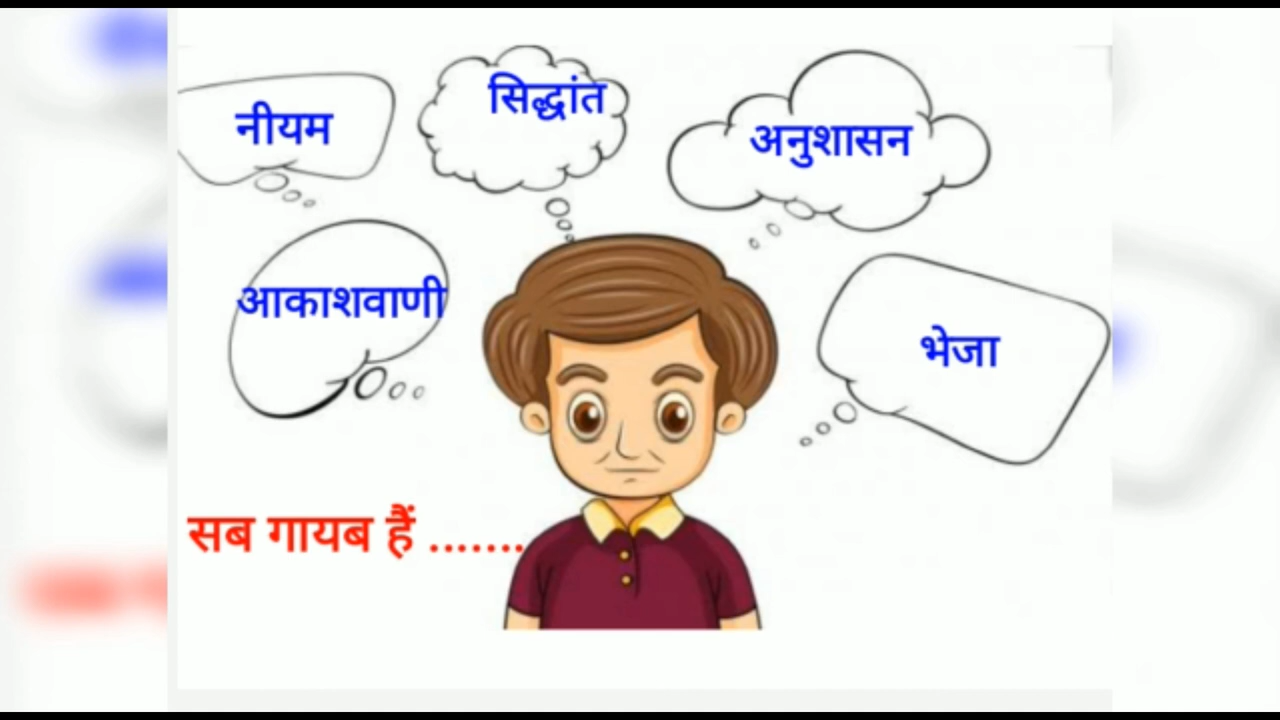 नीयम
सिद्धांत
अनुशासन
आकाशवाणी
भेजा
सब गायब हैं .......